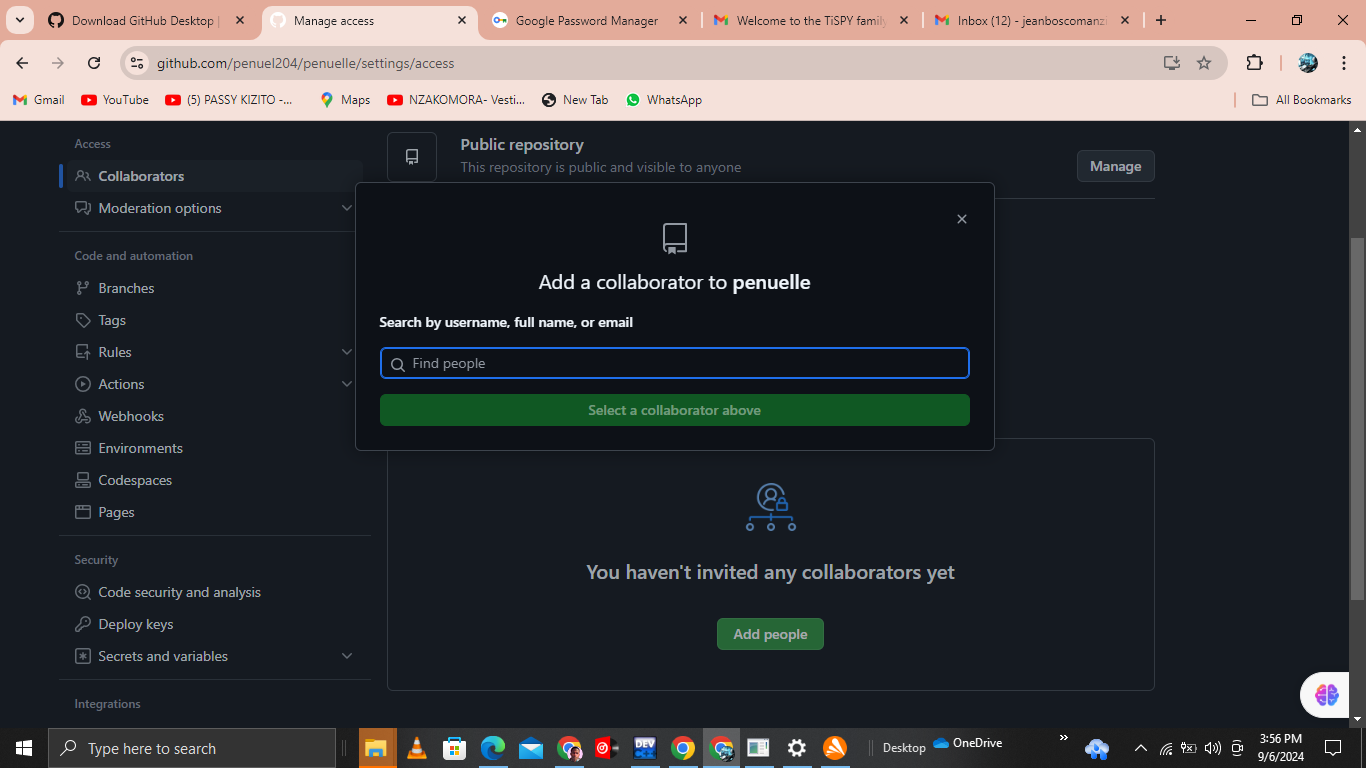 Download GitHub Desktop |
Manage access
Google Password Manager
Welcome to the TiSPY family
Inbox (12) - jeanboscomanzi
github.com/penuel204/penuelle/settings/access
Gmail
YouTube
(5) PASSY KIZITO -...
Maps
NZAKOMORA- Vesti...
New Tab
WhatsApp
All Bookmarks
Access
Collaborators
Moderation options
Code and automation
Branches
Tags
Rules
Actions
Webhooks
Environments
Codespaces
Pages
Security
Code security and analysis
Deploy keys
Secrets and variables
Integrations
Public repository
This repository is public and visible to anyone
Manage
Add a collaborator to penuelle
Search by username, full name, or email
Find people
Select a collaborator above
You haven't invited any collaborators yet
Add people
Type here to search
DEV
Desktop
OneDrive
3:56 PM
9/6/2024